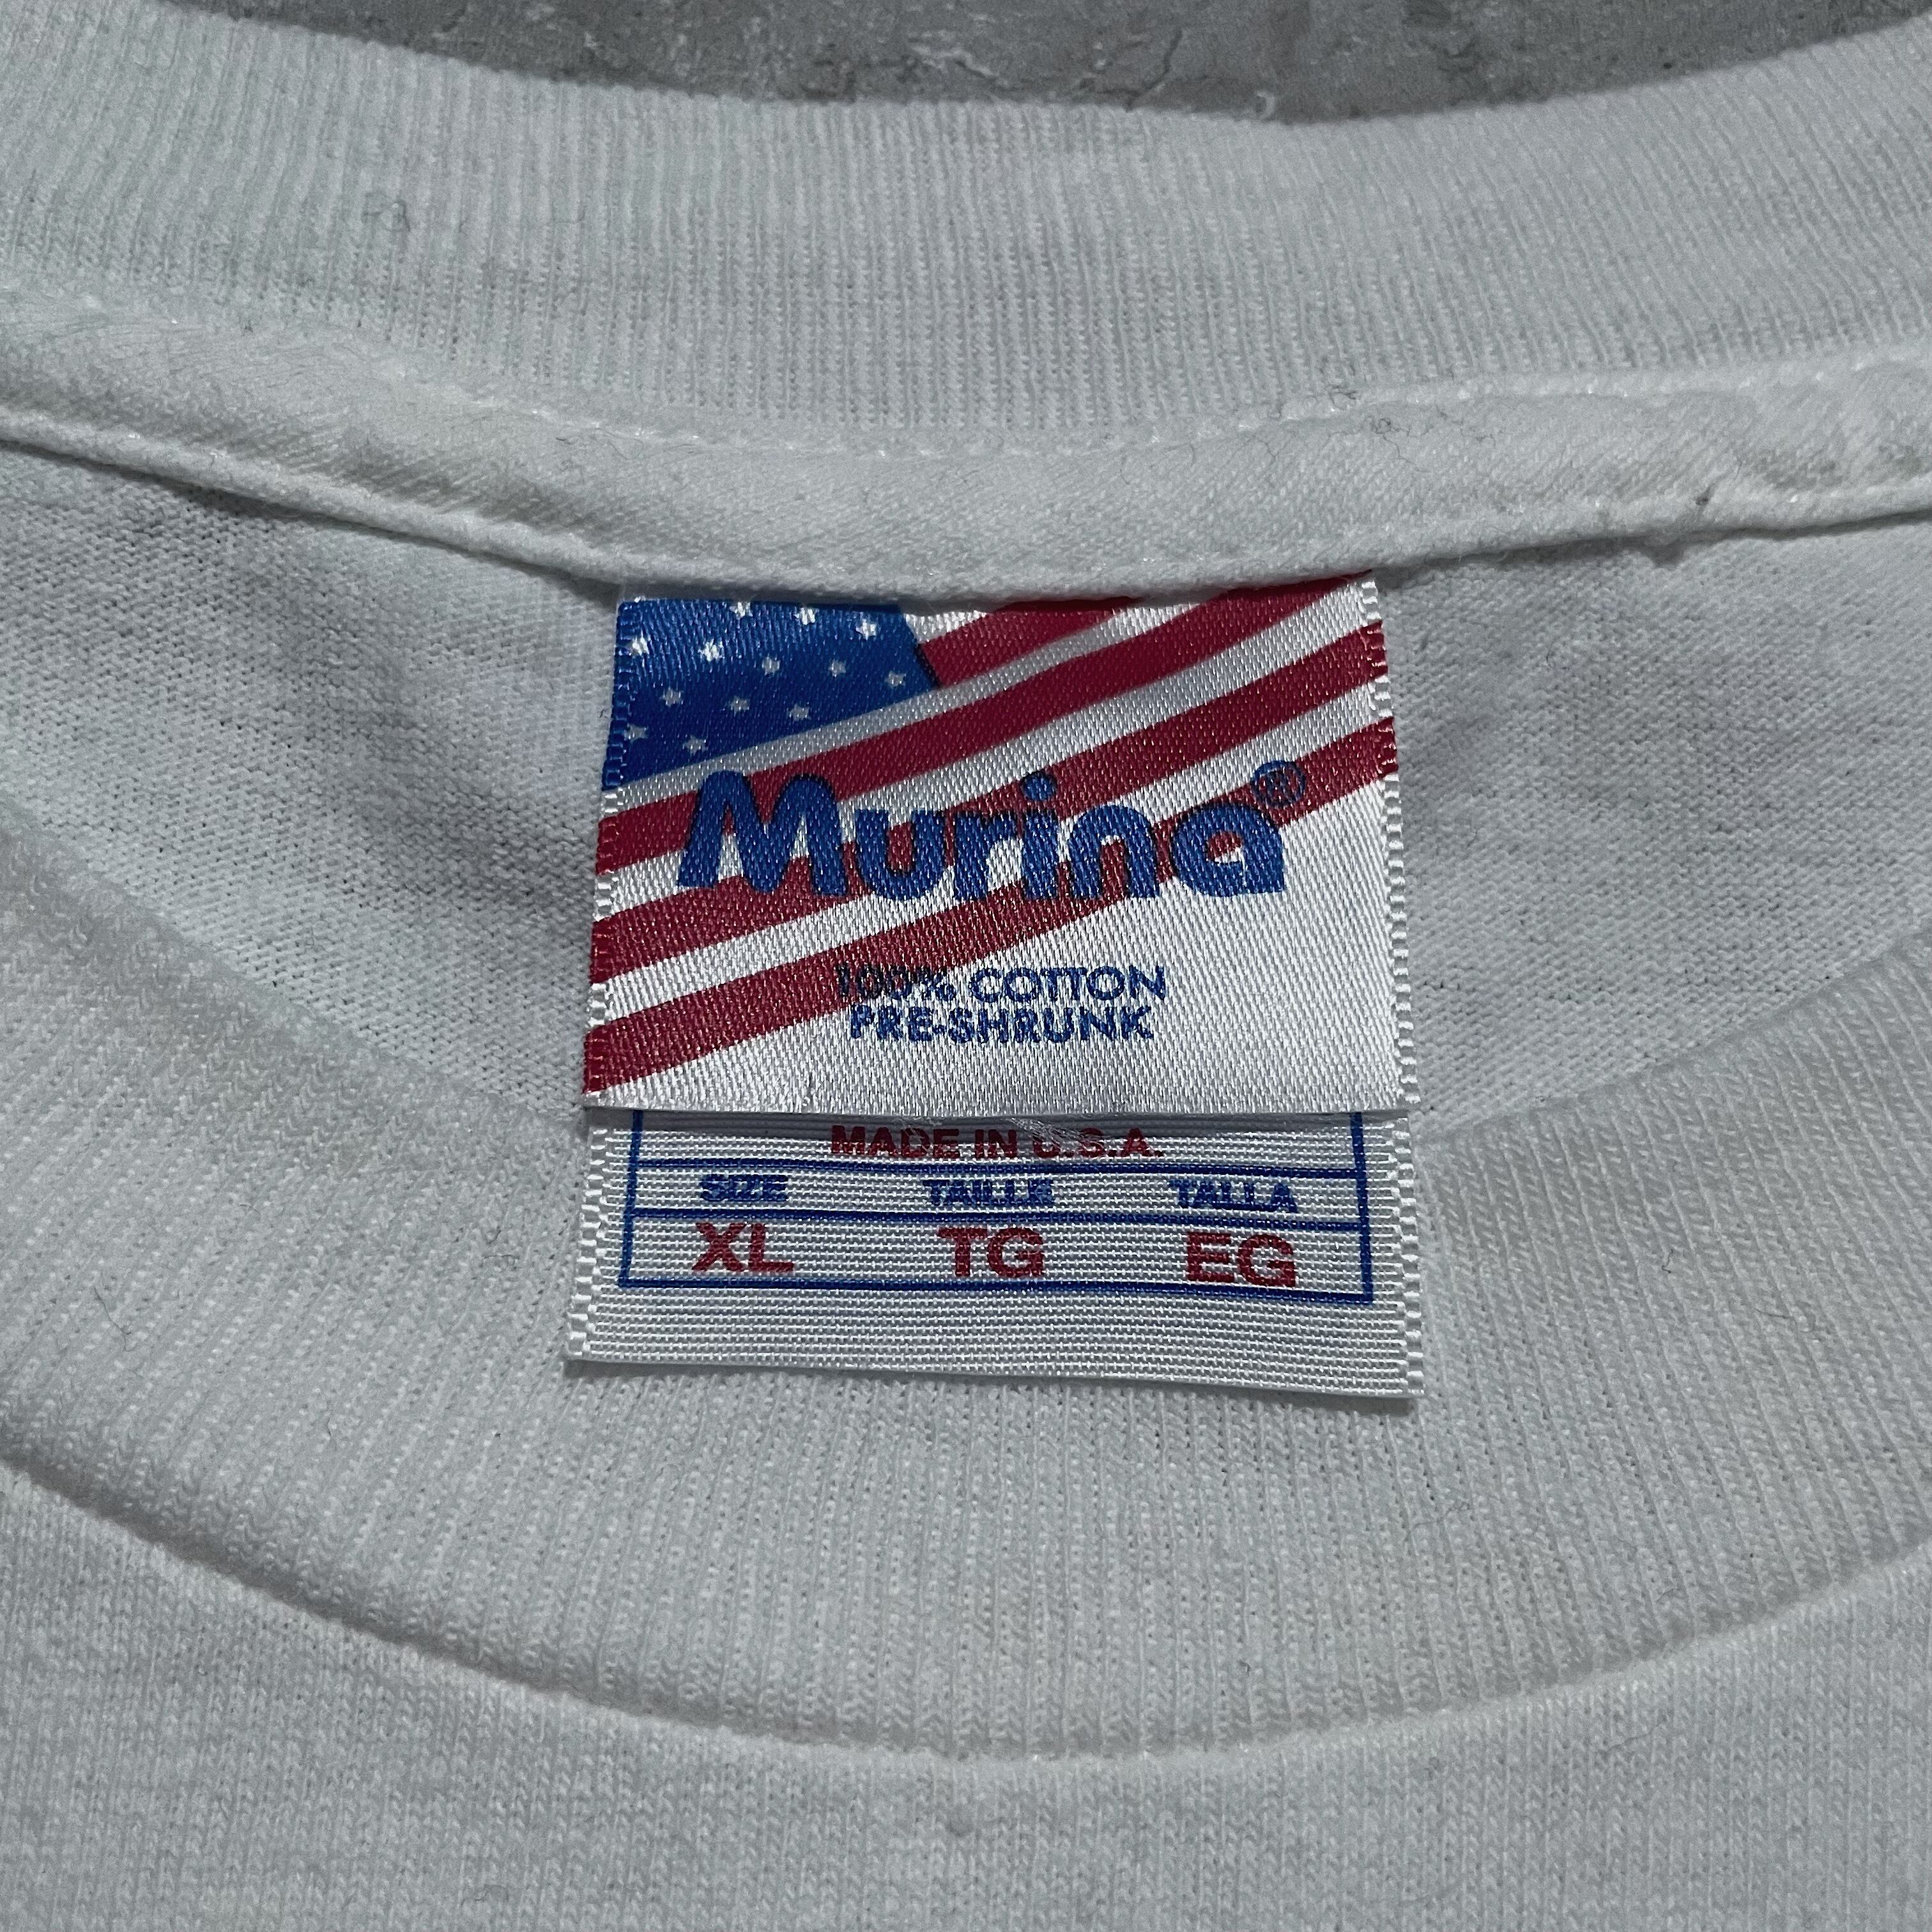 Murina®
100% COTTON
PRE-SHRUNK
MADE IN U.S.A.
SIZE TAILLE TALLA
XL TG EG